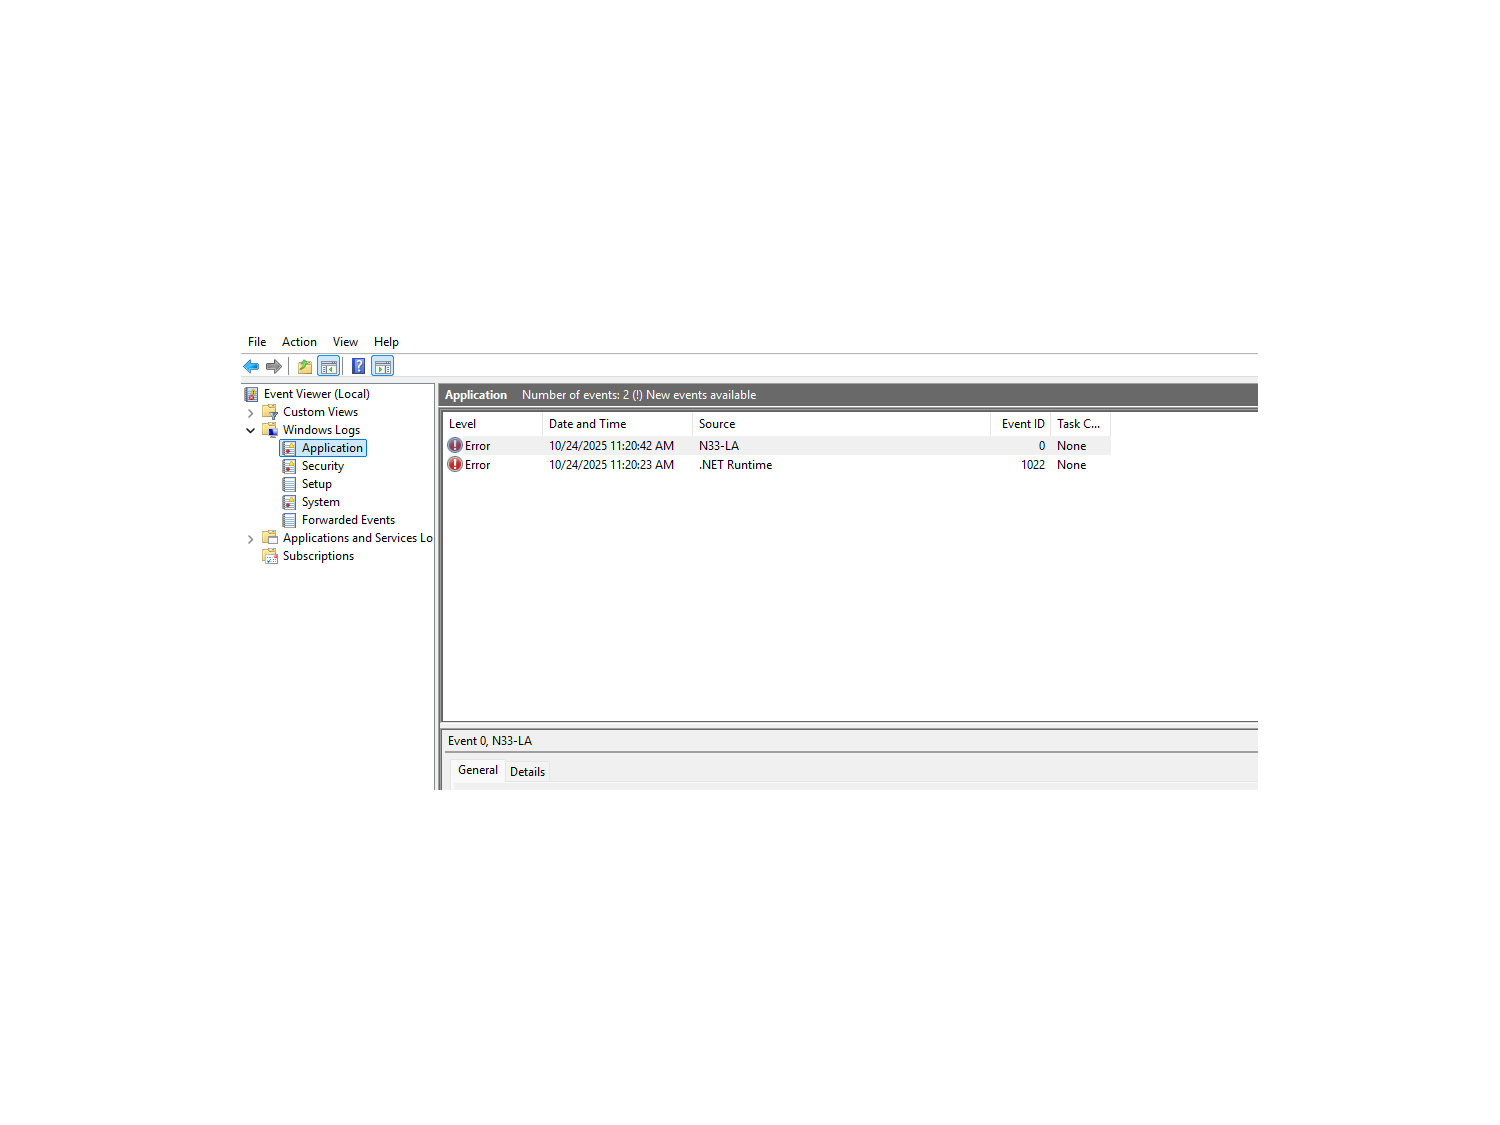 File Action View Help
Event Viewer (Local)
Custom Views
Windows Logs
Application
Security
Setup
System
Forwarded Events
Applications and Services Lo
Subscriptions
Application Number of events: 2 (!) New events available
Level Date and Time Source Event ID Task C...
Error 10/24/2025 11:20:42 AM N33-LA 0 None
Error 10/24/2025 11:20:23 AM .NET Runtime 1022 None
Event 0, N33-LA
General Details